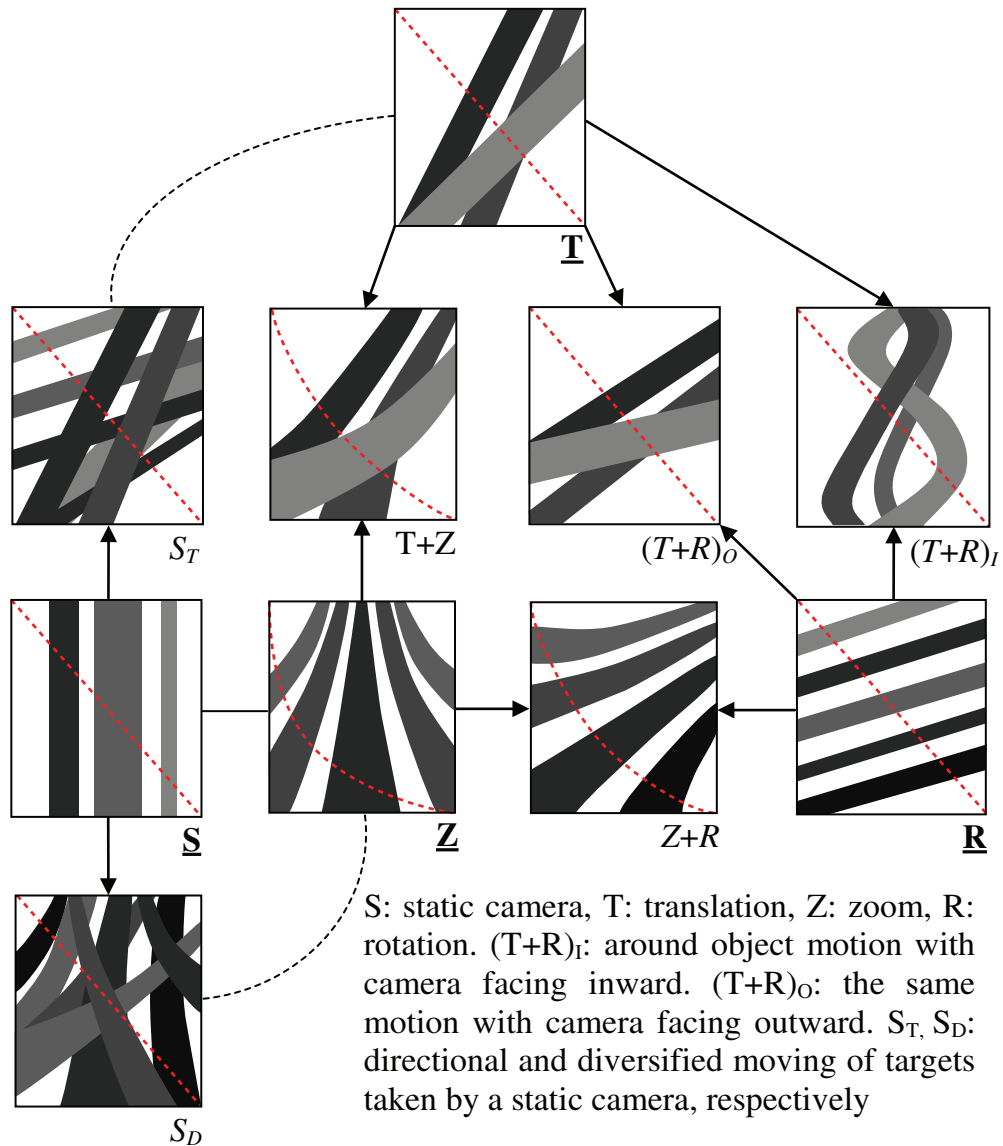 T
S_T
T+Z
(T+R)_O
(T+R)_I
S
Z
Z+R
R
S: static camera, T: translation, Z: zoom, R:
rotation. (T+R)_I: around object motion with
camera facing inward. (T+R)_O: the same
motion with camera facing outward. S_T, S_D:
directional and diversified moving of targets
taken by a static camera, respectively
S_D